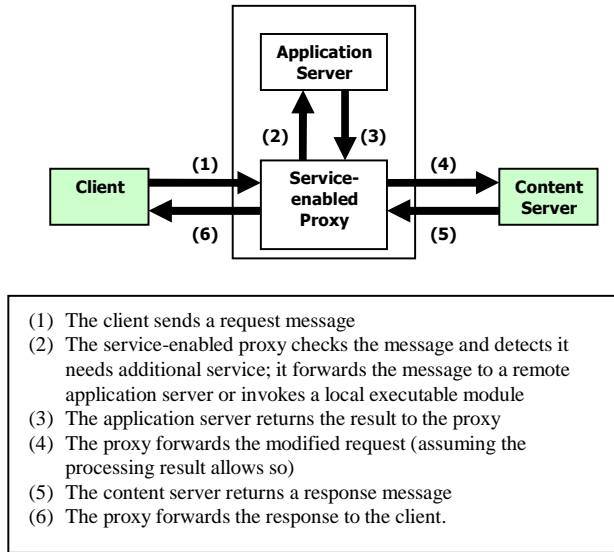 Application
Server
(2)
(3)
(1)
(4)
Client
Service-
enabled
Proxy
Content
Server
(6)
(5)
(1) The client sends a request message
(2) The service-enabled proxy checks the message and detects it
needs additional service; it forwards the message to a remote
application server or invokes a local executable module
(3) The application server returns the result to the proxy
(4) The proxy forwards the modified request (assuming the
processing result allows so)
(5) The content server returns a response message
(6) The proxy forwards the response to the client.